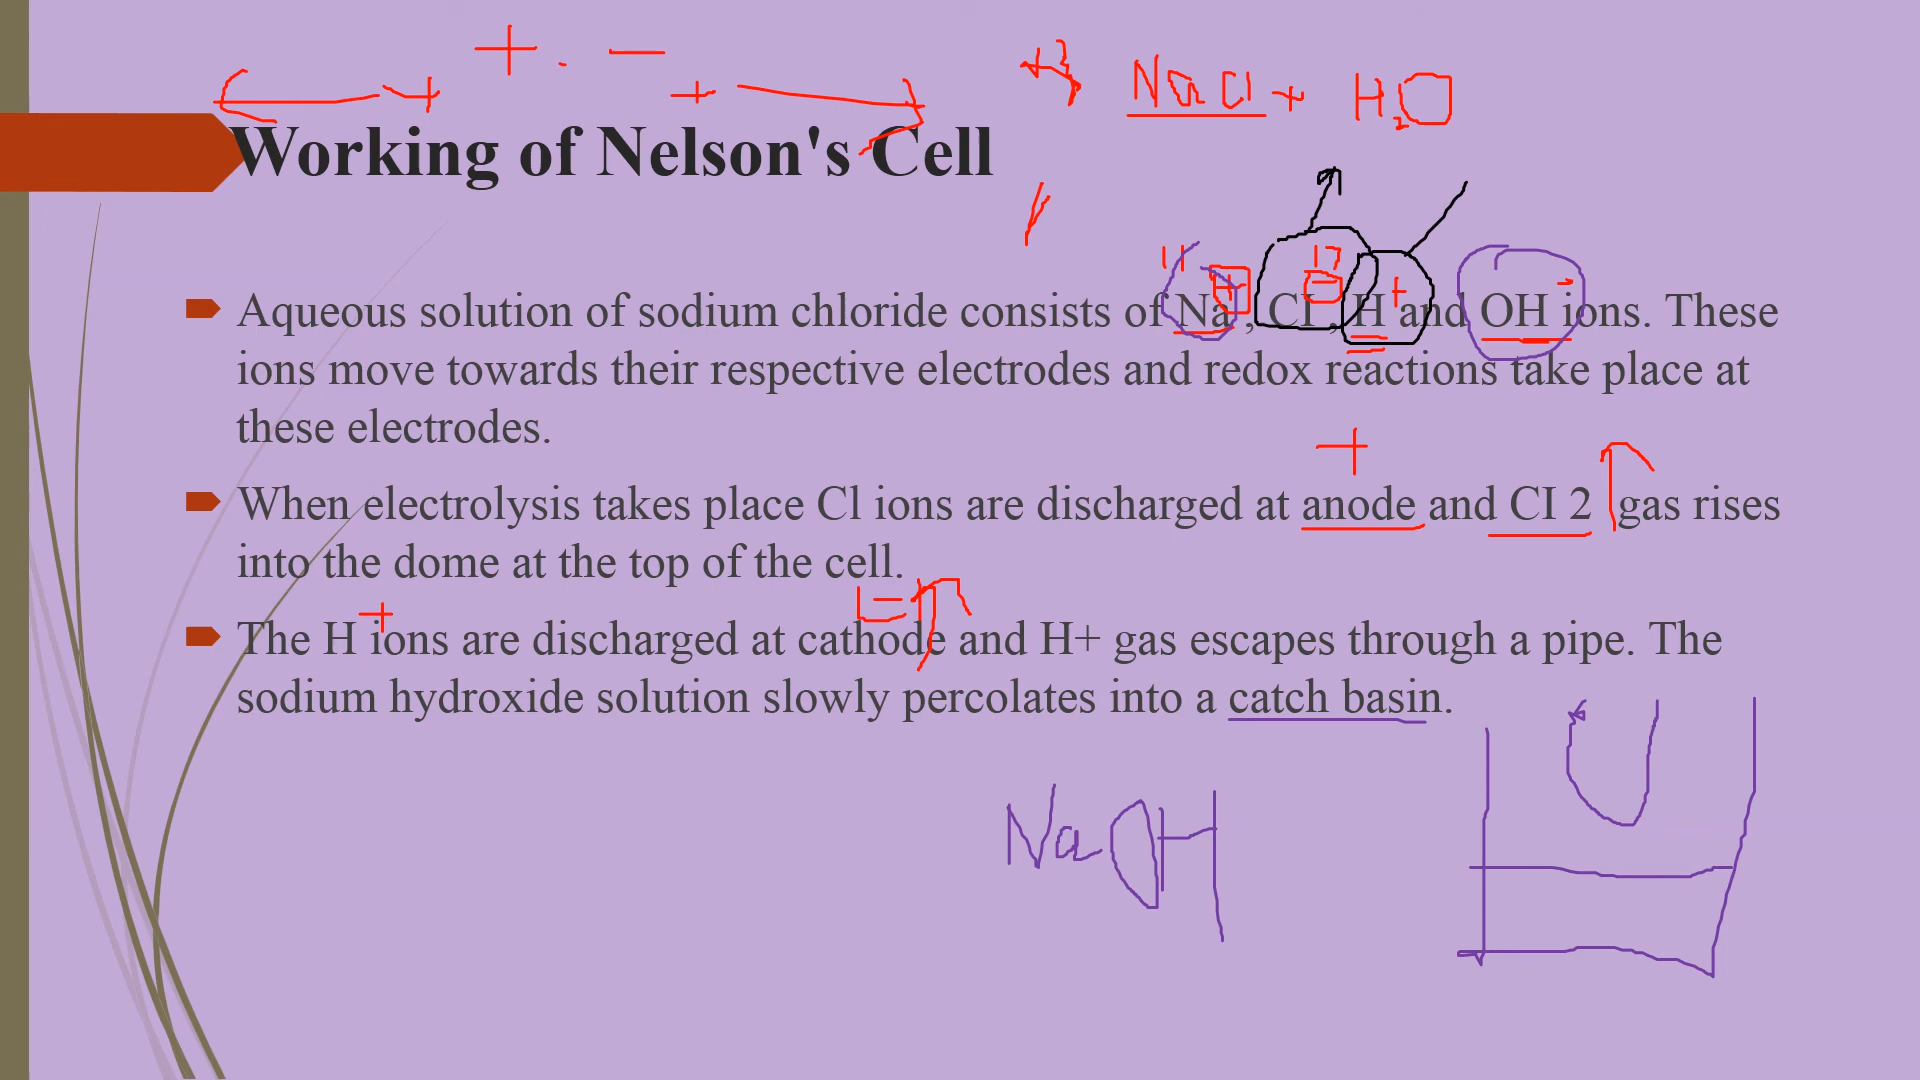 + . -
+ +
NaCl + H2O
Working of Nelson's Cell
11 + 17 - + -
Aqueous solution of sodium chloride consists of Na , CI , H and OH ions. These
ions move towards their respective electrodes and redox reactions take place at
these electrodes.
+
When electrolysis takes place Cl ions are discharged at anode and CI 2 gas rises
into the dome at the top of the cell.
+ -
The H ions are discharged at cathode and H+ gas escapes through a pipe. The
sodium hydroxide solution slowly percolates into a catch basin.
NaOH